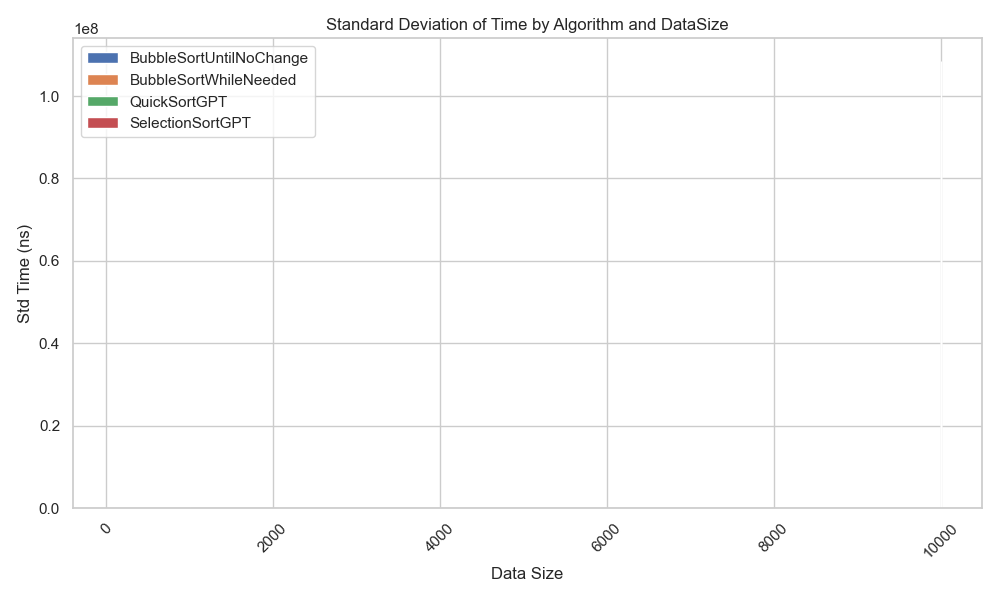 Standard Deviation of Time by Algorithm and DataSize
1e8
BubbleSortUntilNoChange
BubbleSortWhileNeeded
QuickSortGPT
SelectionSortGPT
1.0
0.8
0.6
0.4
0.2
0.0
Std Time (ns)
0
2000
4000
6000
8000
10000
Data Size